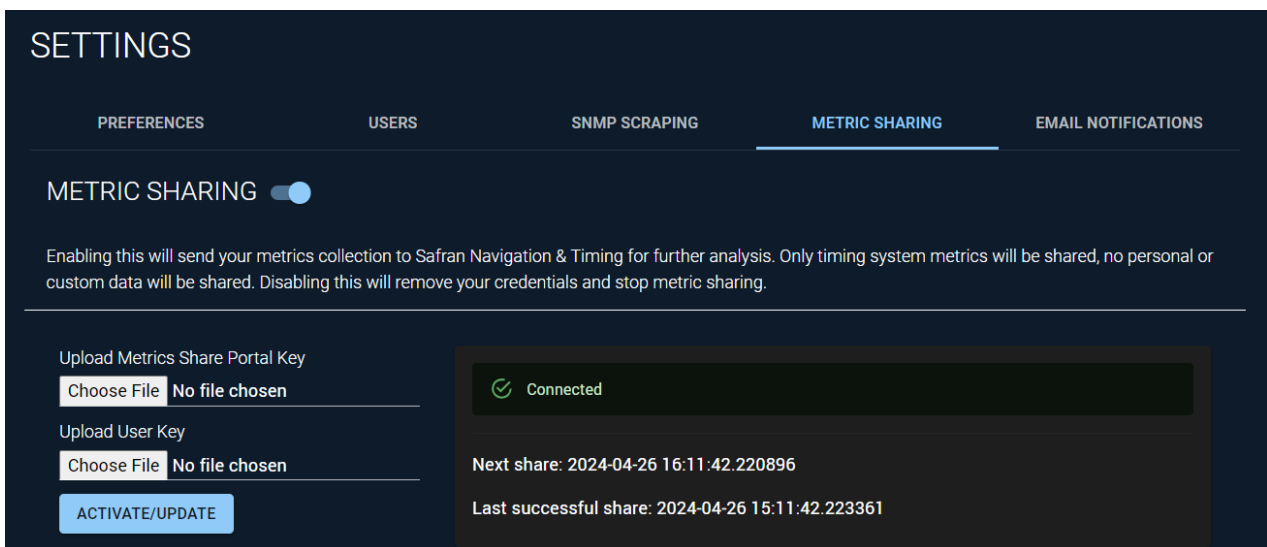 SETTINGS
PREFERENCES USERS SNMP SCRAPING METRIC SHARING EMAIL NOTIFICATIONS
METRIC SHARING
Enabling this will send your metrics collection to Safran Navigation & Timing for further analysis. Only timing system metrics will be shared, no personal or
custom data will be shared. Disabling this will remove your credentials and stop metric sharing.
Upload Metrics Share Portal Key
Choose File No file chosen
Upload User Key
Choose File No file chosen
ACTIVATE/UPDATE
Connected
Next share: 2024-04-26 16:11:42.220896
Last successful share: 2024-04-26 15:11:42.223361